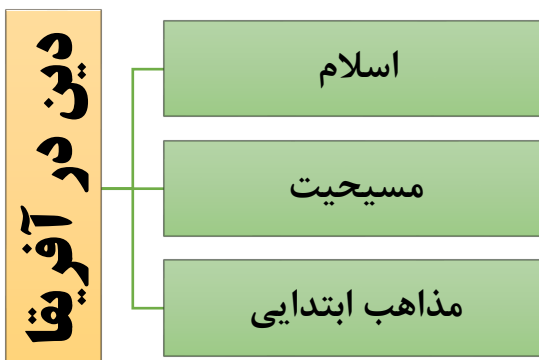 دین در آفریقا
اسلام
مسیحیت
مذاهب ابتدایی